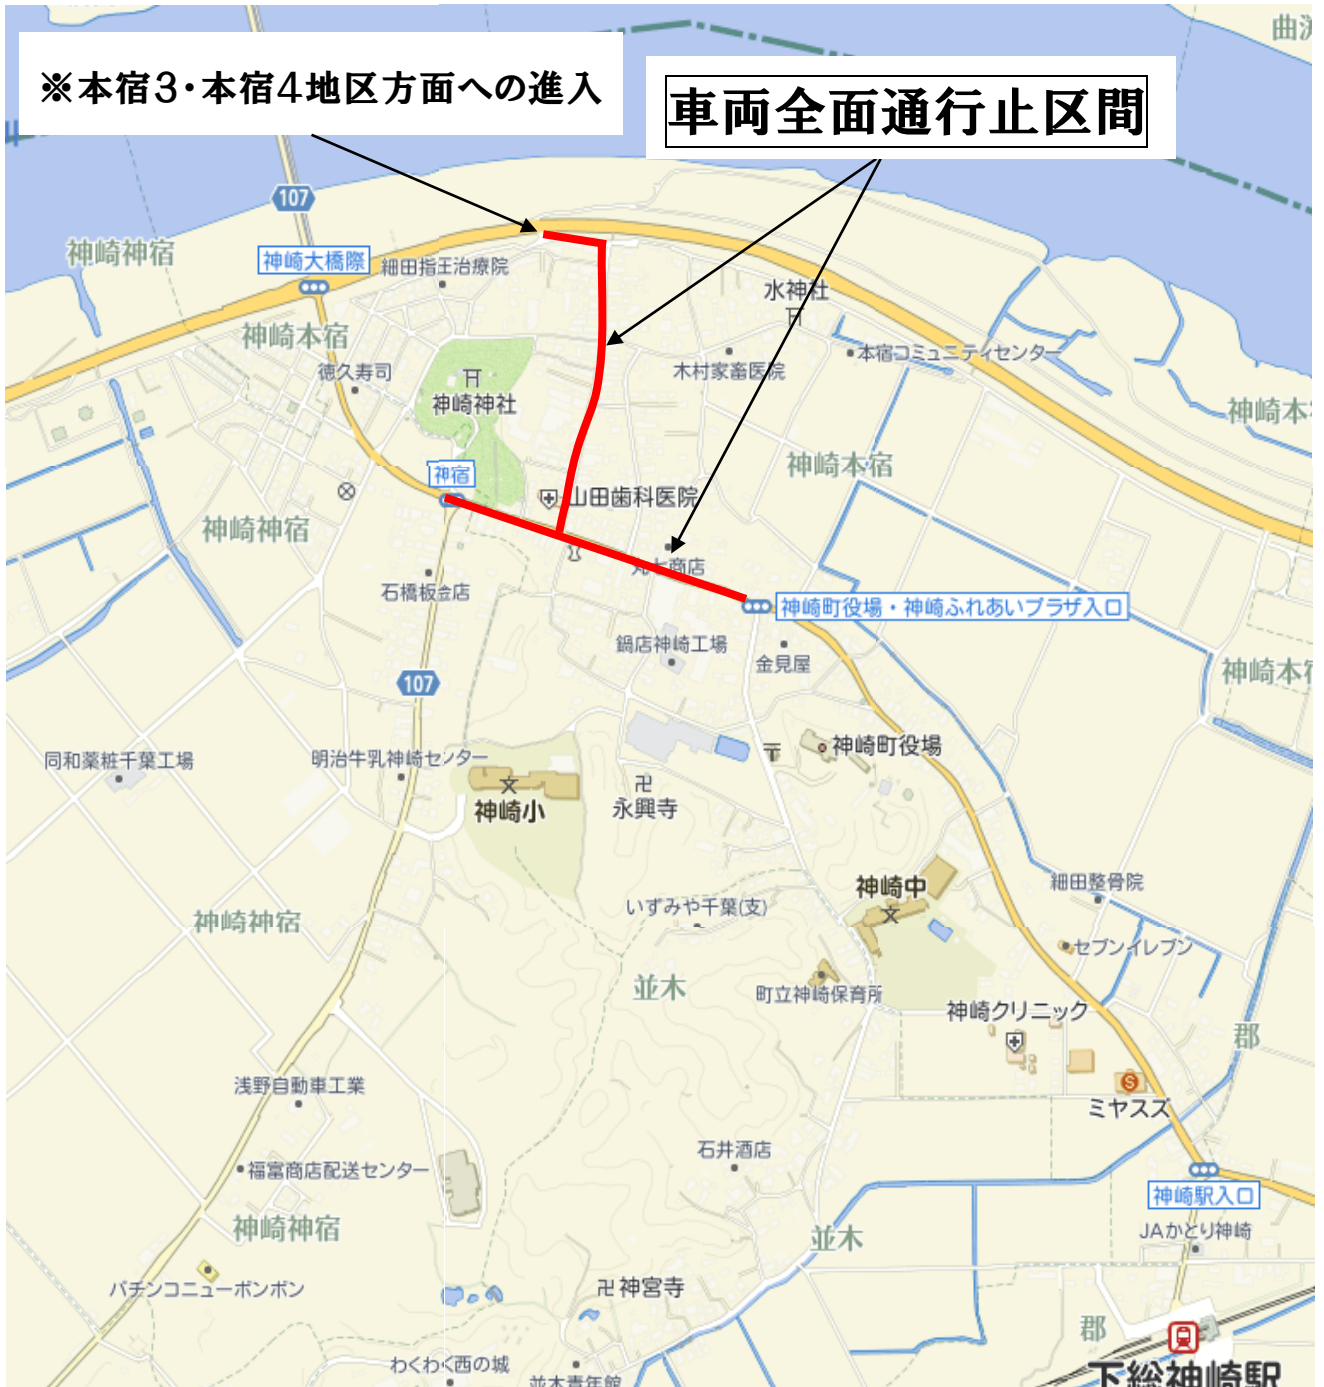 曲渕
※本宿3・本宿4地区方面への進入
車両全面通行止区間
107
神崎神宿
神崎大橋際
細田指圧治療院
水神社
神崎本宿
徳久寿司
木村家畜医院
本宿コミュニティセンター
神崎神社
神崎本宿
神崎本宿
神宿
山田歯科医院
神崎神宿
丸七商店
石橋板金店
神崎町役場・神崎ふれあいプラザ入口
鍋店神崎工場
金見屋
神崎本宿
107
神崎町役場
同和薬粧千葉工場
明治牛乳神崎センター
神崎小
永興寺
神崎中
細田整骨院
いずみや千葉(支)
神崎神宿
セブンイレブン
並木
町立神崎保育所
神崎クリニック
郡
浅野自動車工業
ミヤスズ
石井酒店
福富商店配送センター
神崎駅入口
神崎神宿
並木
JAかとり神崎
パチンコニューポンポン
神宮寺
郡
わくわく西の城
並木青年館
下総神崎駅